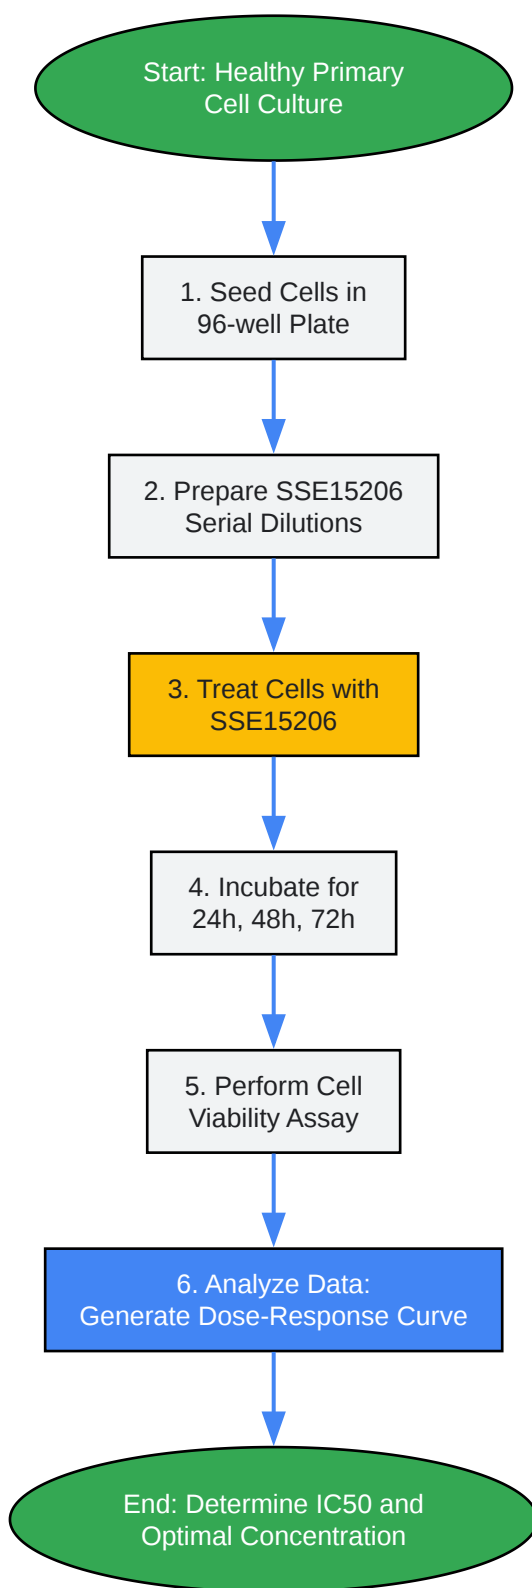 Start: Healthy Primary
Cell Culture
1. Seed Cells in
96-well Plate
2. Prepare SSE15206
Serial Dilutions
3. Treat Cells with
SSE15206
4. Incubate for
24h, 48h, 72h
5. Perform Cell
Viability Assay
6. Analyze Data:
Generate Dose-Response Curve
End: Determine IC50 and
Optimal Concentration